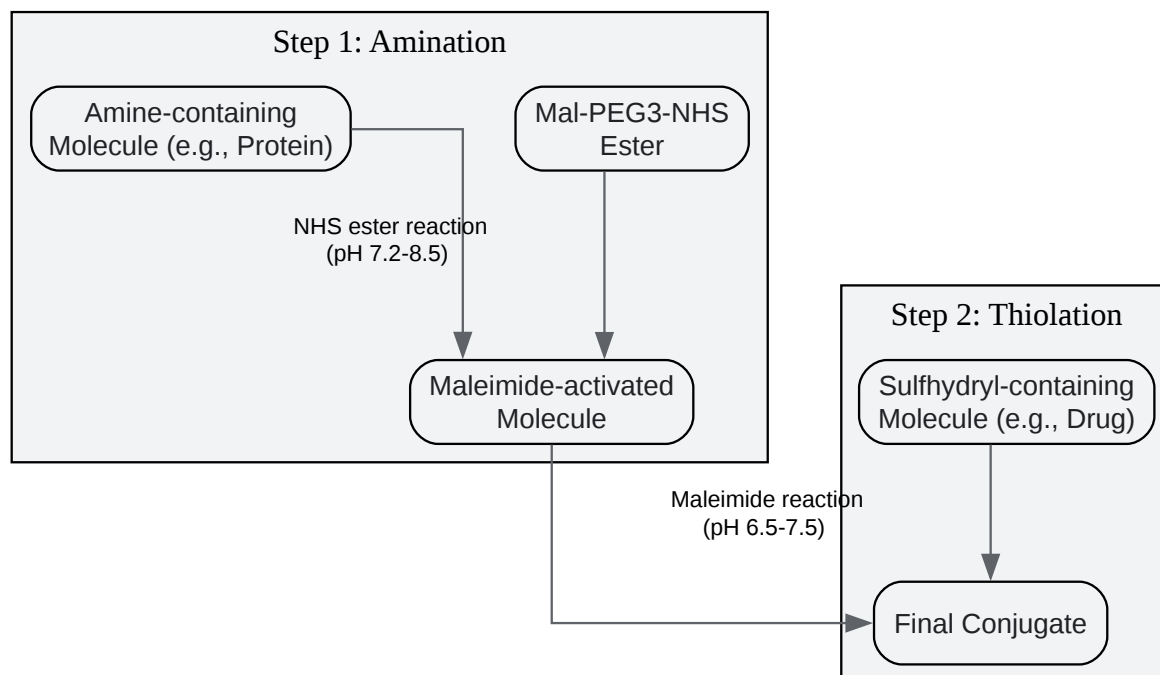 Step 1: Amination
Amine-containing
Molecule (e.g., Protein)
Mal-PEG3-NHS
Ester
NHS ester reaction
(pH 7.2-8.5)
Maleimide-activated
Molecule
Step 2: Thiolation
Sulfhydryl-containing
Molecule (e.g., Drug)
Maleimide reaction
(pH 6.5-7.5)
Final Conjugate